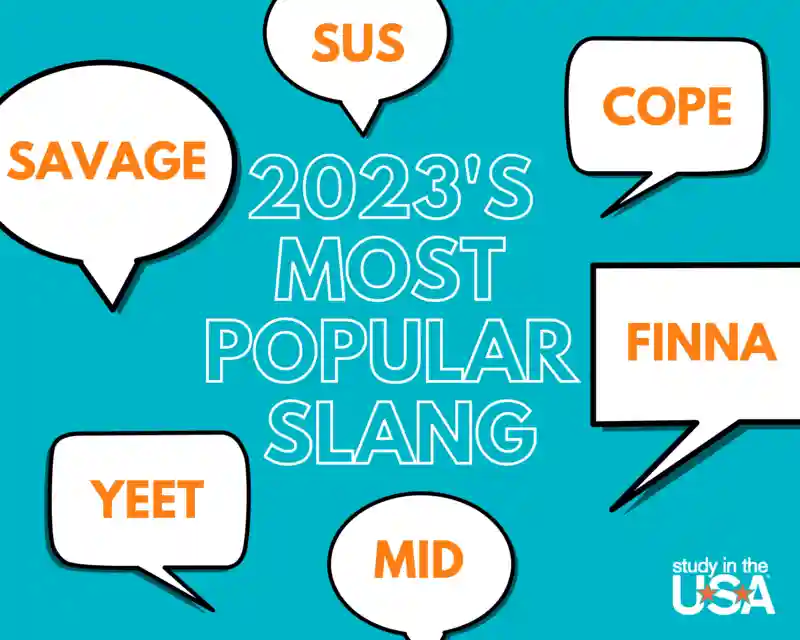 SUS
COPE
SAVAGE
2023'S
MOST
POPULAR
SLANG
FINNA
YEET
MID
study in the
USA